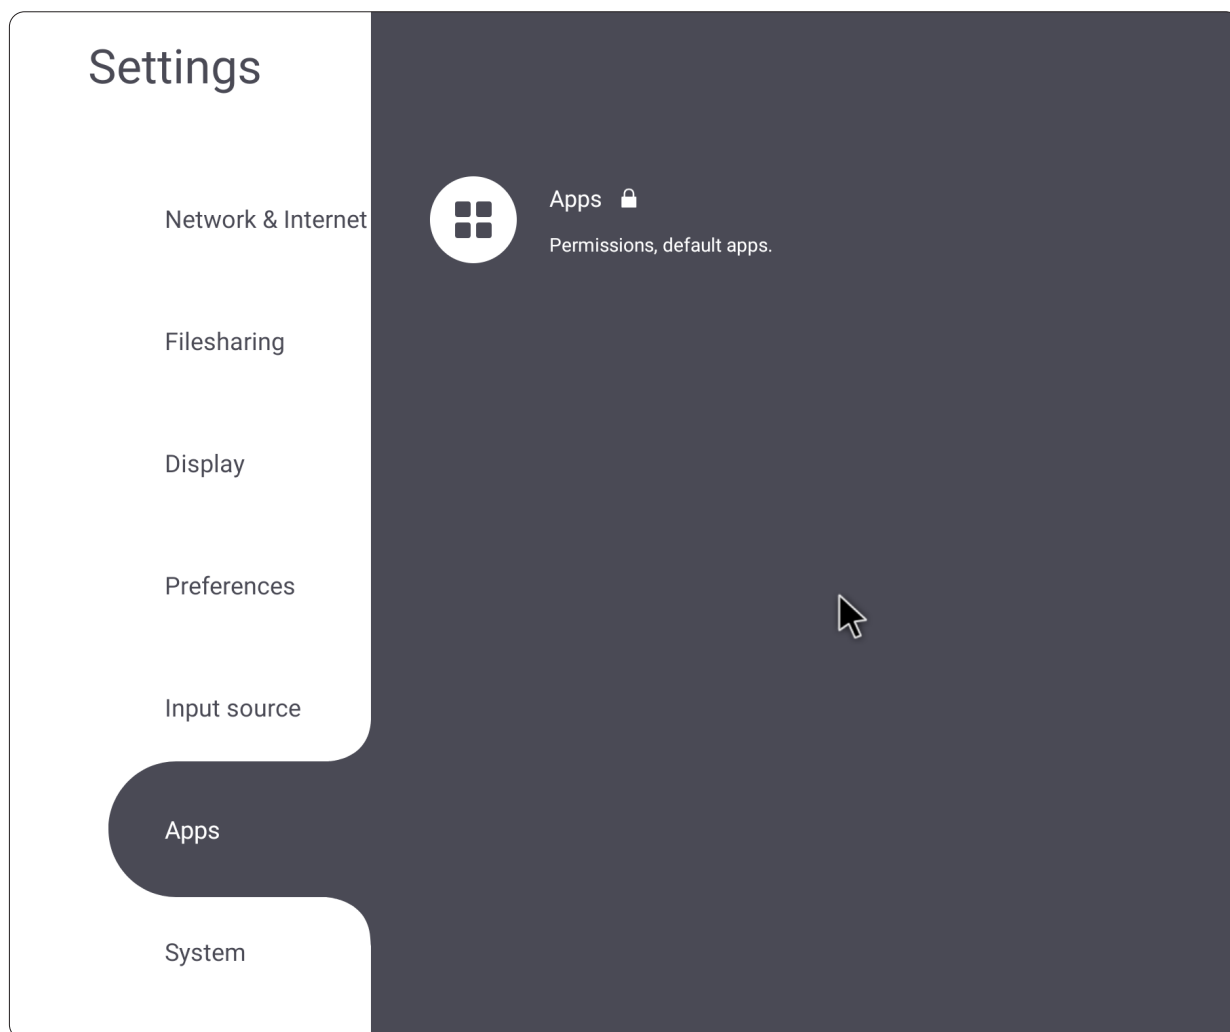 Settings
Network & Internet
Filesharing
Display
Preferences
Input source
Apps
System
Apps
Permissions, default apps.